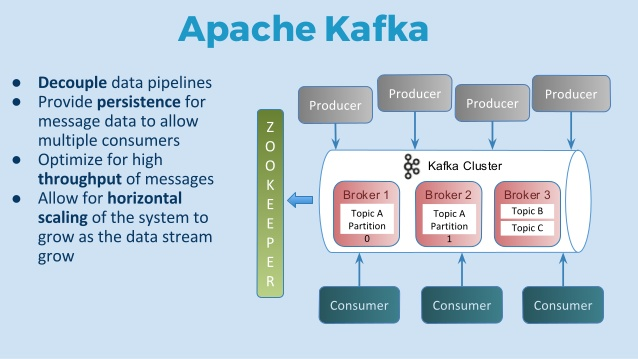 Apache Kafka
● Decouple data pipelines
● Provide persistence for
message data to allow
multiple consumers
● Optimize for high
throughput of messages
● Allow for horizontal
scaling of the system to
grow as the data stream
grow
Z
O
O
K
E
E
P
E
R
Producer
Producer
Producer
Producer
Kafka Cluster
Broker 1
Topic A
Partition
0
Broker 2
Topic A
Partition
1
Broker 3
Topic B
Topic C
Consumer
Consumer
Consumer